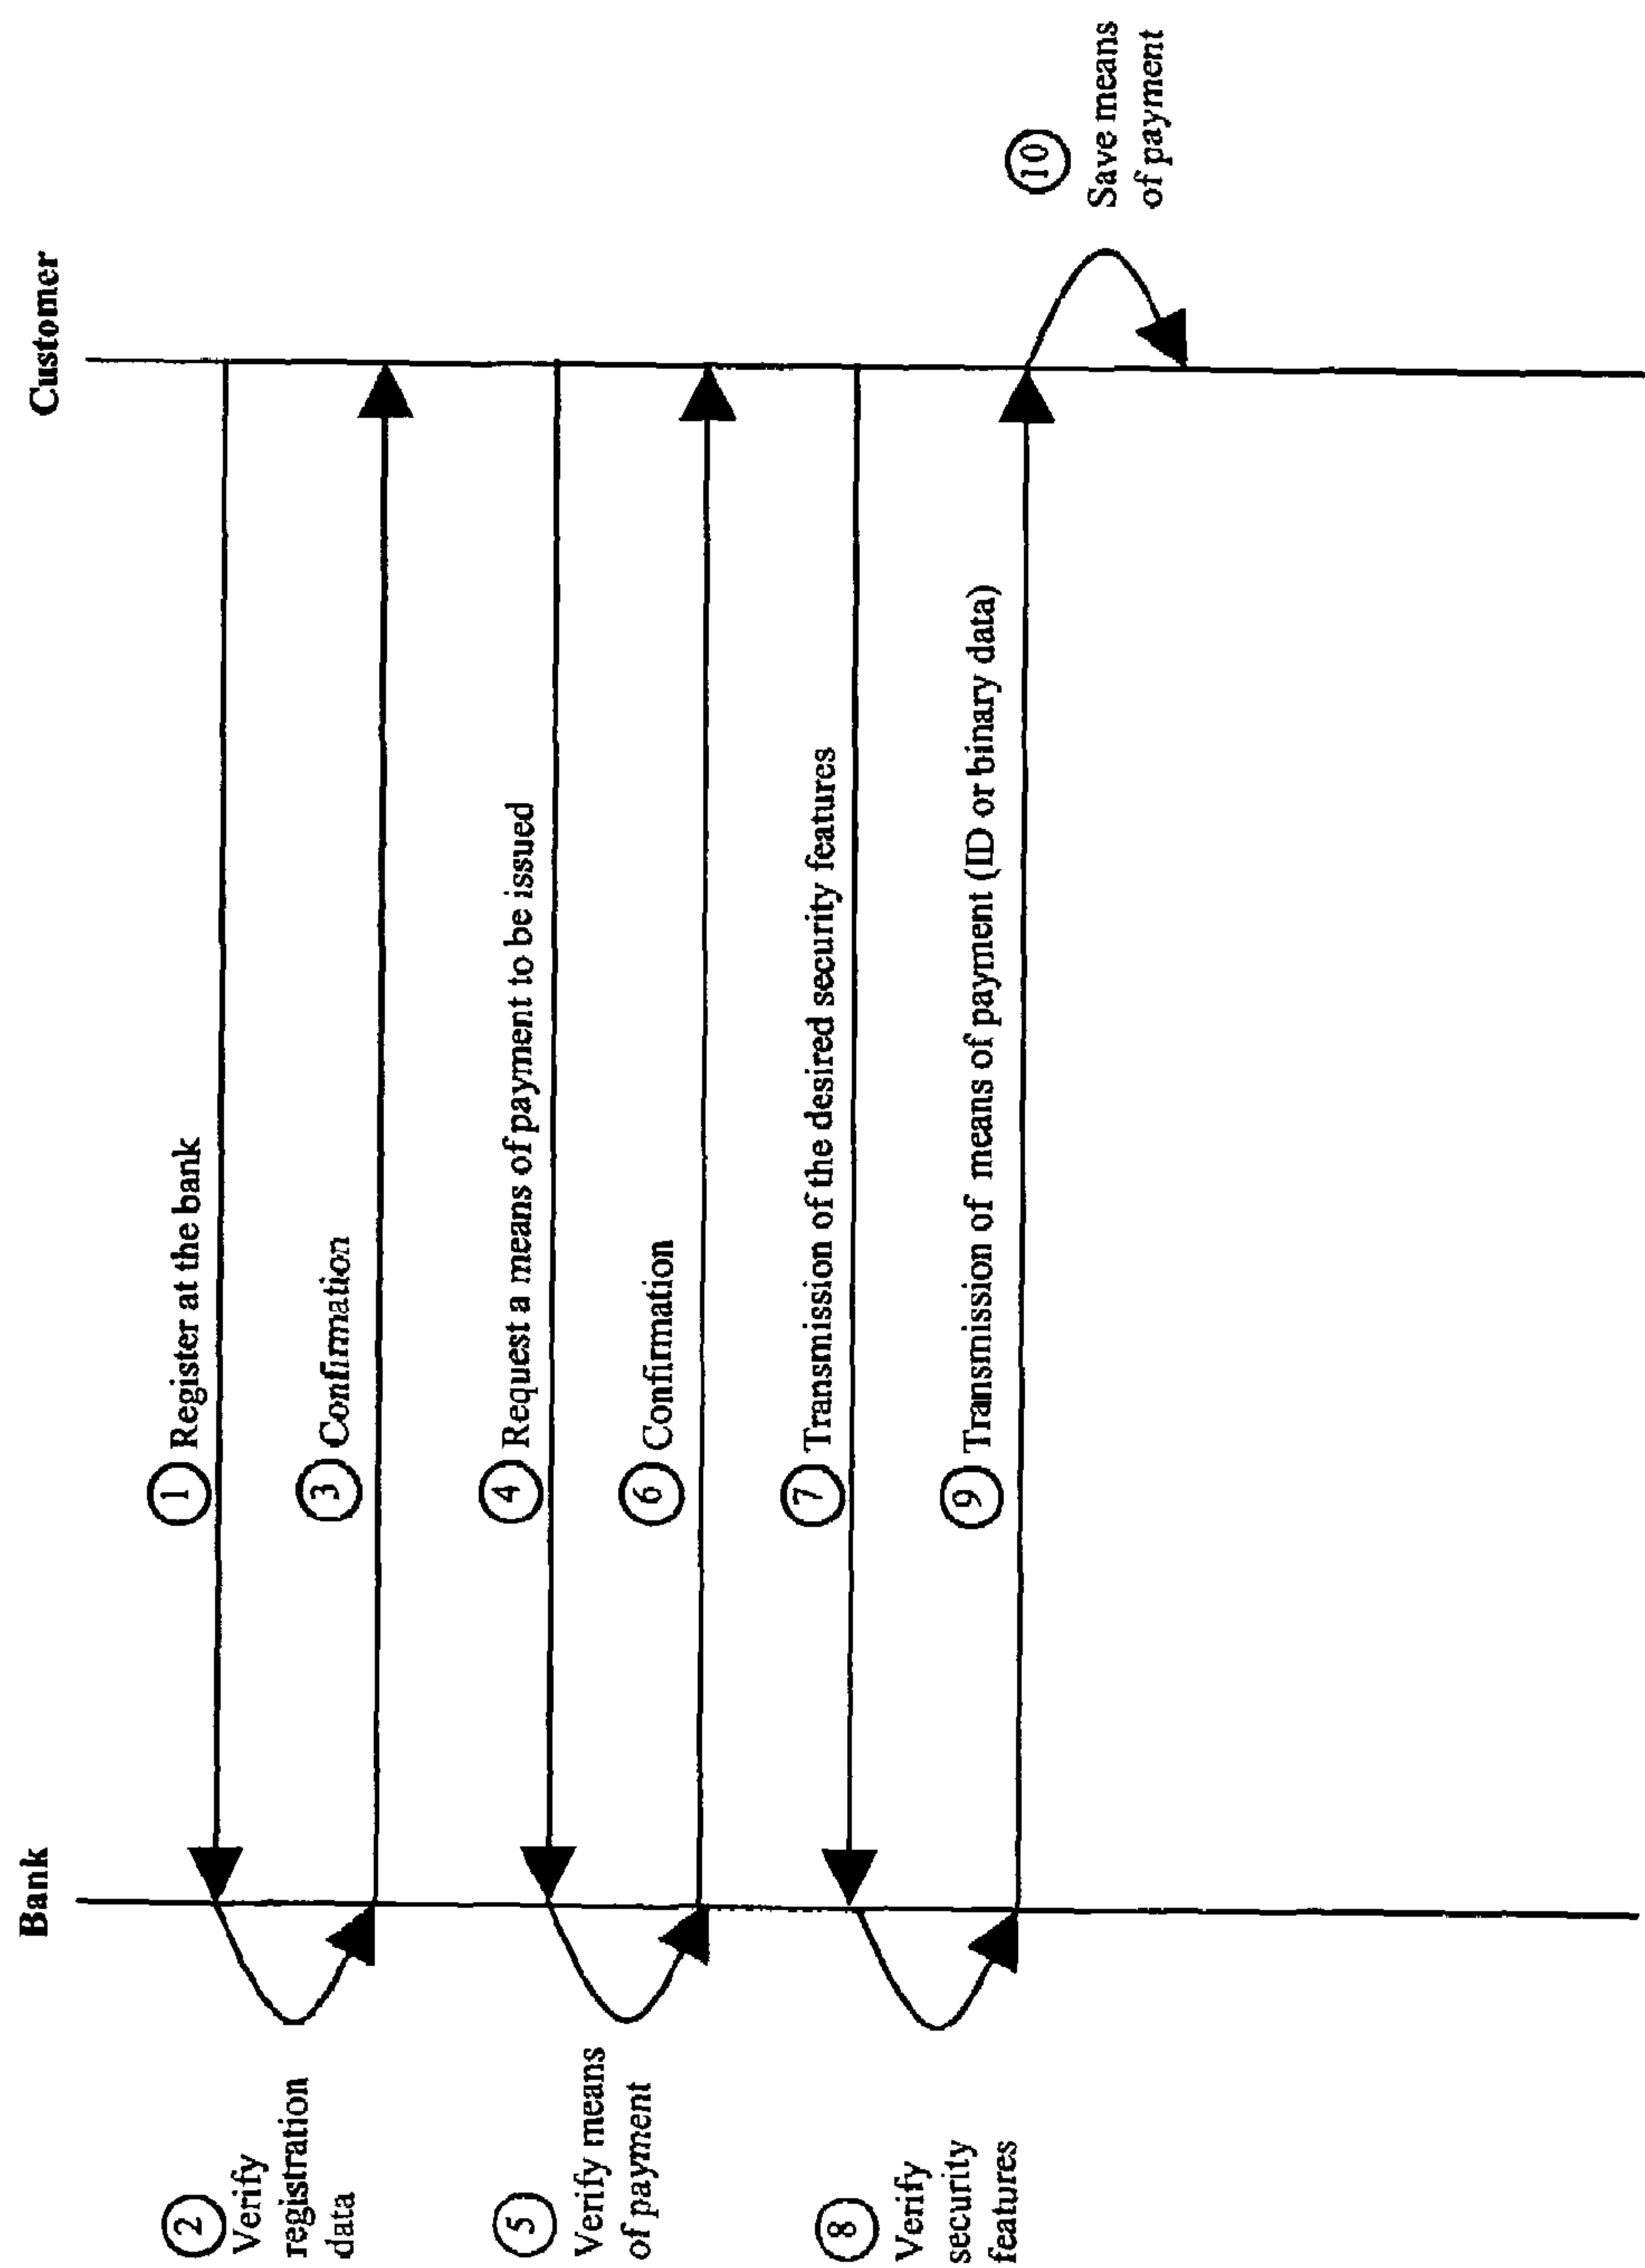 Bank
Customer
① Register at the bank
② Verify
registration
data
③ Confirmation
④ Request a means of payment to be issued
⑤ Verify means
of payment
⑥ Confirmation
⑦ Transmission of the desired security features
⑧ Verify
security
features
⑨ Transmission of means of payment (ID or binary data)
⑩ Save means
of payment